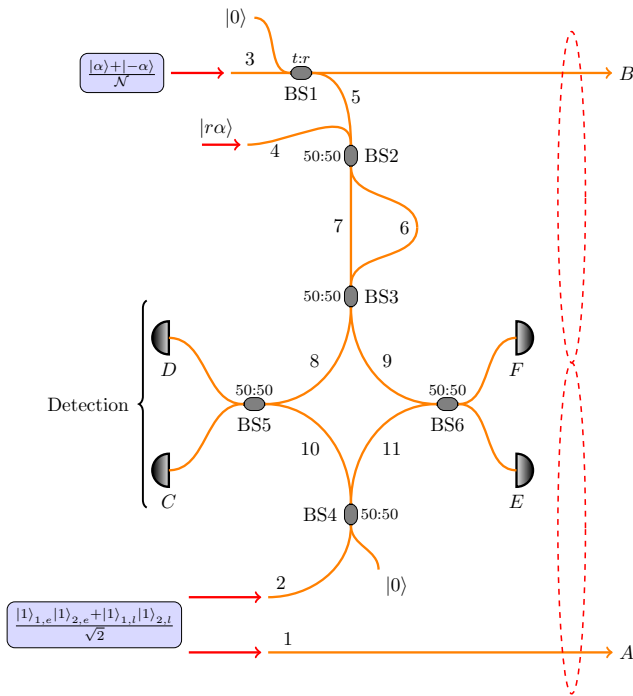 |0⟩
3
t:r
|α⟩+|−α⟩
𝒩
B
BS1
5
|rα⟩
4
50:50
BS2
7
6
50:50
BS3
D
8
9
F
50:50
50:50
Detection
BS5
BS6
10
11
C
E
BS4
50:50
2
|0⟩
|1⟩₁,ₑ|1⟩₂,ₑ+|1⟩₁,ₗ|1⟩₂,ₗ
√2
1
A